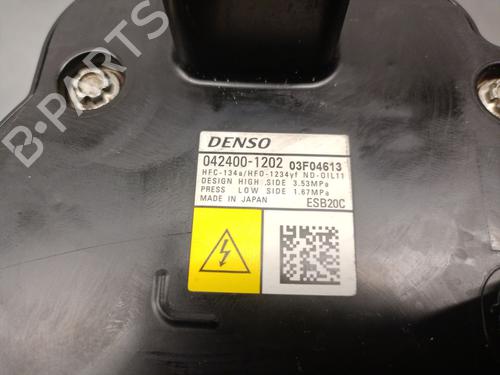 B-PARTS
DENSO
042400-1202 03F04613
HFC-134a/HFO-1234yf ND-OIL11
DESIGN HIGH SIDE 3.53MPa
PRESS LOW SIDE 1.67MPa
MADE IN JAPAN ESB20C